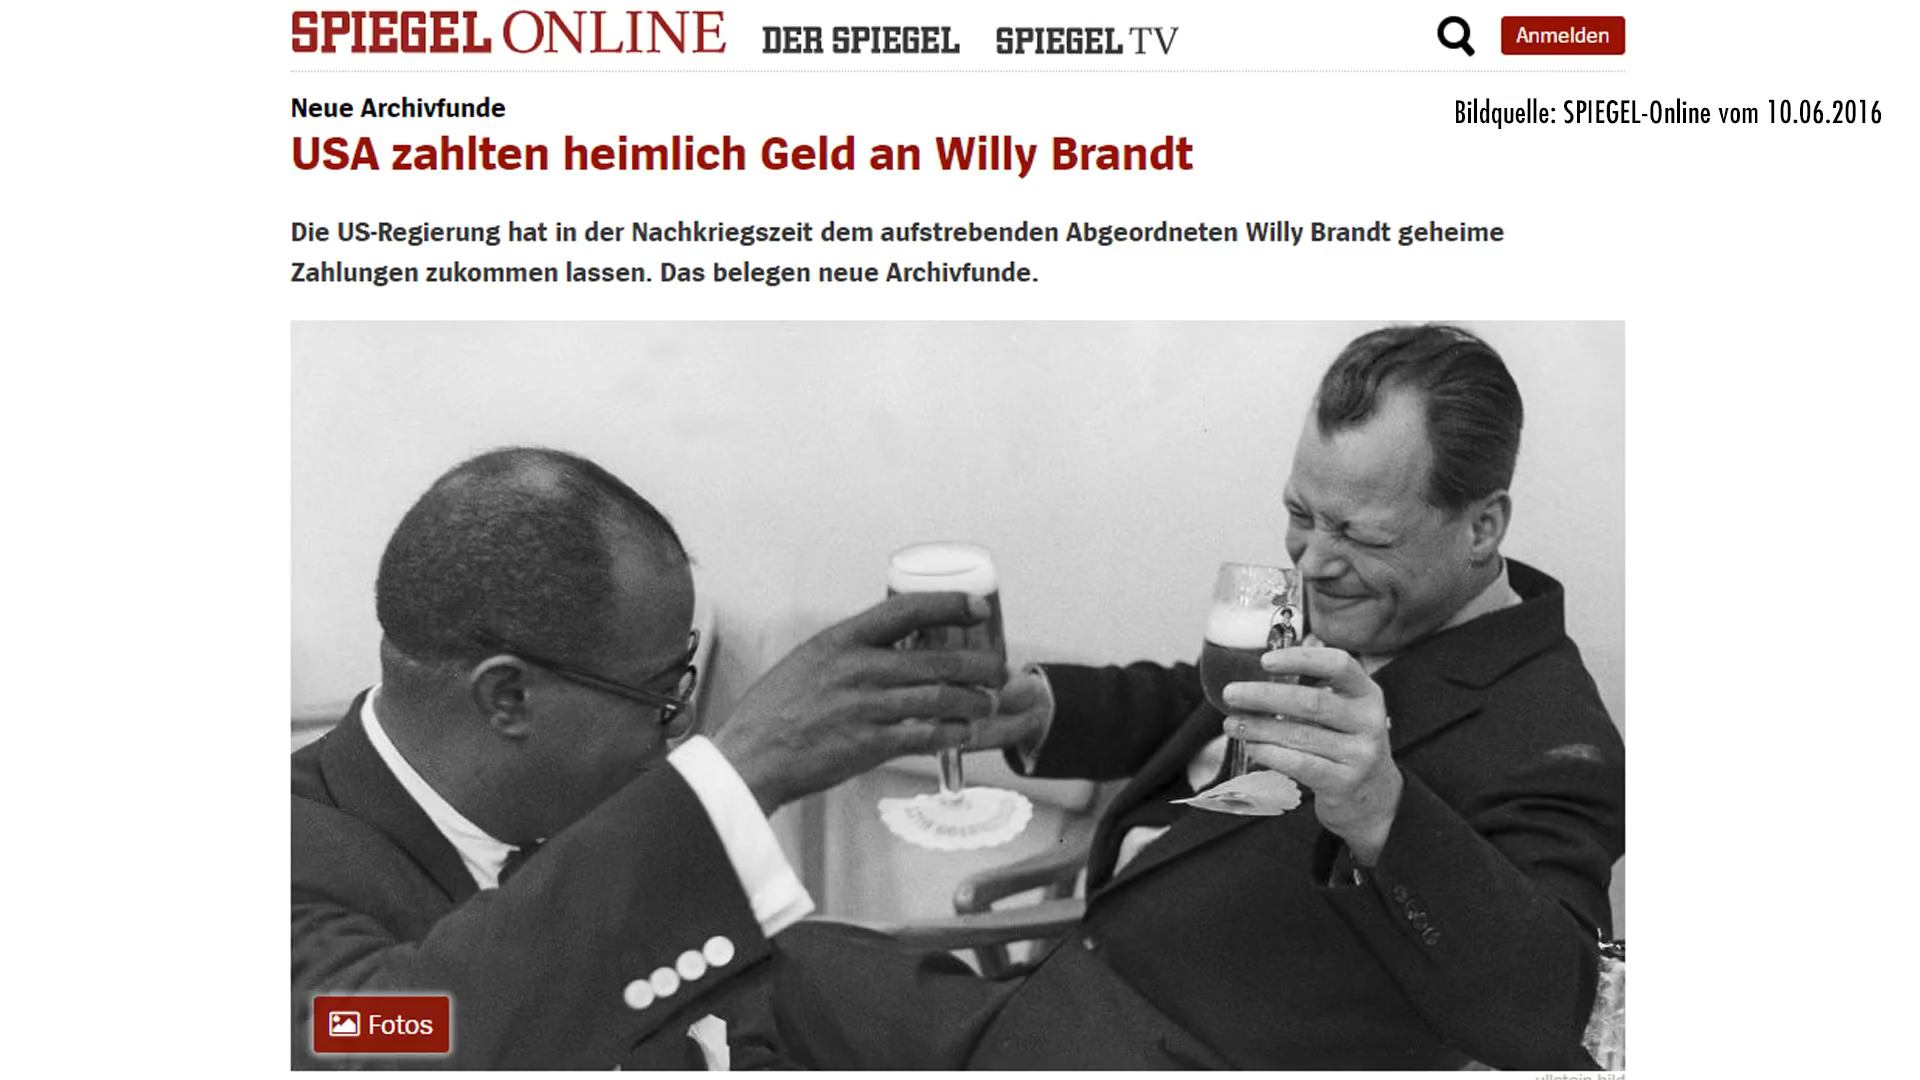 SPIEGEL ONLINE DER SPIEGEL SPIEGEL TV
Anmelden
Bildquelle: SPIEGEL-Online vom 10.06.2016
Neue Archivfunde
USA zahlten heimlich Geld an Willy Brandt
Die US-Regierung hat in der Nachkriegszeit dem aufstrebenden Abgeordneten Willy Brandt geheime
Zahlungen zukommen lassen. Das belegen neue Archivfunde.
Fotos
ullstein bild